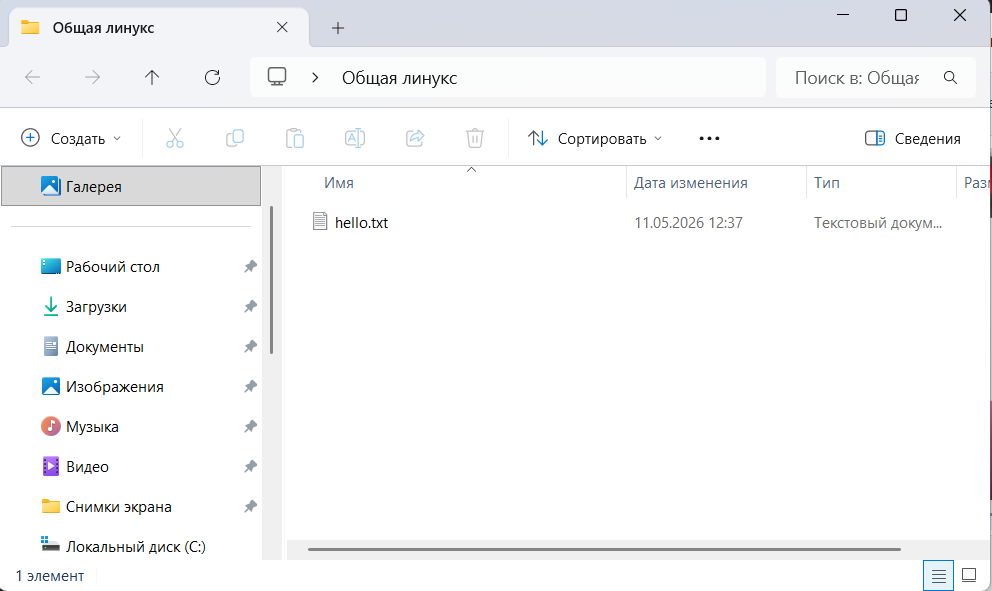 Общая линукс
Общая линукс
Поиск в: Общая
Создать
Сортировать
Сведения
Галерея
Имя
Дата изменения
Тип
Раз
hello.txt
11.05.2026 12:37
Текстовый докум...
Рабочий стол
Загрузки
Документы
Изображения
Музыка
Видео
Снимки экрана
Локальный диск (C:)
1 элемент